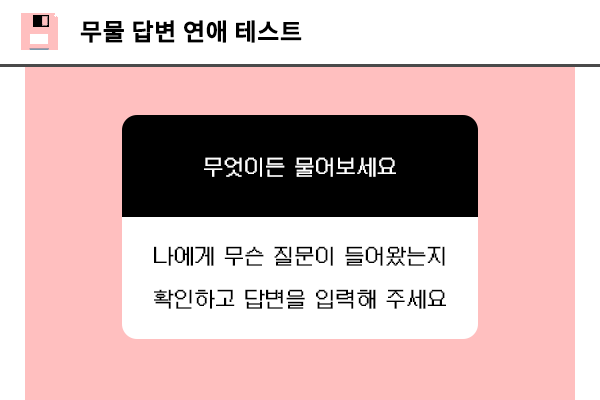 무물 답변 연애 테스트
무엇이든 물어보세요
나에게 무슨 질문이 들어왔는지
확인하고 답변을 입력해 주세요